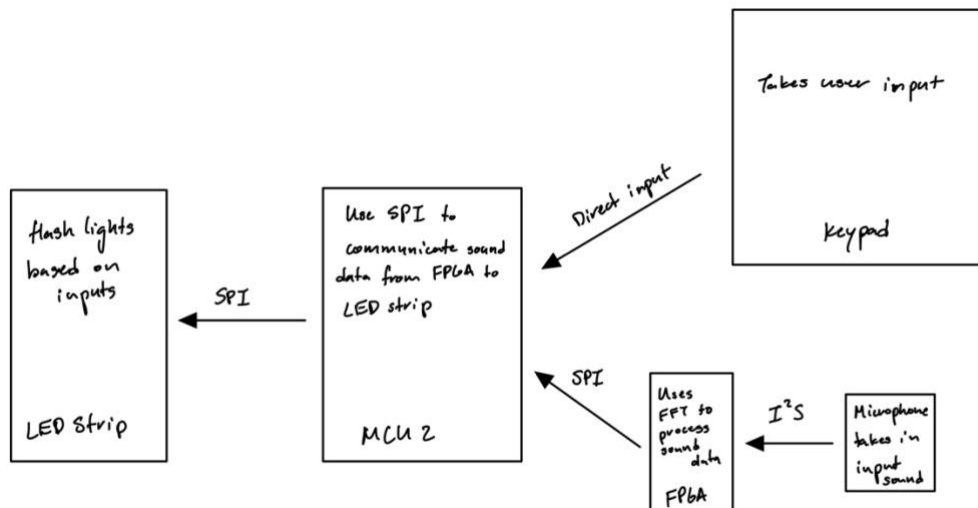 Takes user input
Keypad
Direct input
flash lights
based on
inputs
LED Strip
SPI
Use SPI to
communicate sound
data from FPGA to
LED strip
MCU 2
SPI
Uses
FFT to
process
sound
data
FPGA
I²S
Microphone
takes in
input
sound